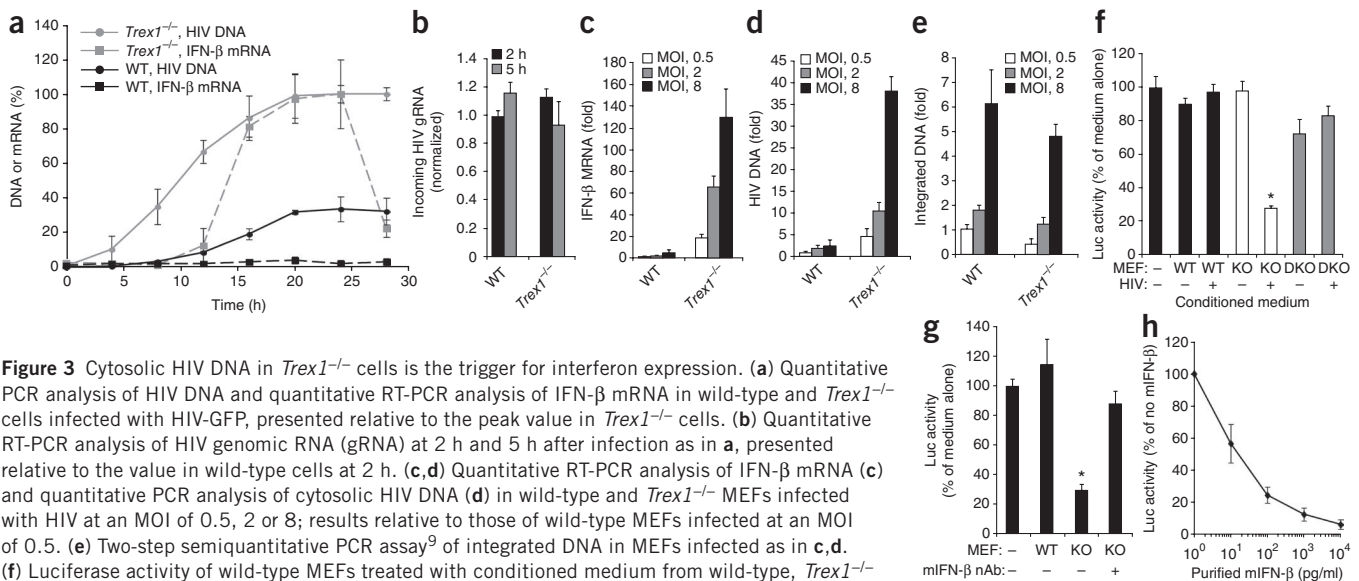 a
Trex1–/–, HIV DNA
Trex1–/–, IFN-β mRNA
WT, HIV DNA
WT, IFN-β mRNA
DNA or mRNA (%)
140
120
100
80
60
40
20
0
0 5 10 15 20 25 30
Time (h)
b
2 h
5 h
Incoming HIV gRNA
(normalized)
1.4
1.2
1.0
0.8
0.6
0.4
0.2
0
WT
Trex1–/–
c
MOI, 0.5
MOI, 2
MOI, 8
IFN-β MRNA (fold)
180
160
140
120
100
80
60
40
20
0
WT
Trex1–/–
d
MOI, 0.5
MOI, 2
MOI, 8
HIV DNA (fold)
45
40
35
30
25
20
15
10
5
0
WT
Trex1–/–
e
MOI, 0.5
MOI, 2
MOI, 8
Integrated DNA (fold)
8
7
6
5
4
3
2
1
0
WT
Trex1–/–
f
Luc activity (% of medium alone)
120
100
80
60
40
20
0
*
MEF: – WT WT KO KO DKO DKO
HIV: – – + – + – +
Conditioned medium
g
Luc activity
(% of medium alone)
140
120
100
80
60
40
20
0
*
MEF: – WT KO KO
mIFN-β nAb: – – – +
h
Luc activity (% of no mIFN-β)
120
100
80
60
40
20
0
100 101 102 103 104
Purified mIFN-β (pg/ml)
Figure 3 Cytosolic HIV DNA in Trex1–/– cells is the trigger for interferon expression. (a) Quantitative
PCR analysis of HIV DNA and quantitative RT-PCR analysis of IFN-β mRNA in wild-type and Trex1–/–
cells infected with HIV-GFP, presented relative to the peak value in Trex1–/– cells. (b) Quantitative
RT-PCR analysis of HIV genomic RNA (gRNA) at 2 h and 5 h after infection as in a, presented
relative to the value in wild-type cells at 2 h. (c,d) Quantitative RT-PCR analysis of IFN-β mRNA (c)
and quantitative PCR analysis of cytosolic HIV DNA (d) in wild-type and Trex1–/– MEFs infected
with HIV at an MOI of 0.5, 2 or 8; results relative to those of wild-type MEFs infected at an MOI
of 0.5. (e) Two-step semiquantitative PCR assay9 of integrated DNA in MEFs infected as in c,d.
(f) Luciferase activity of wild-type MEFs treated with conditioned medium from wild-type, Trex1–/–